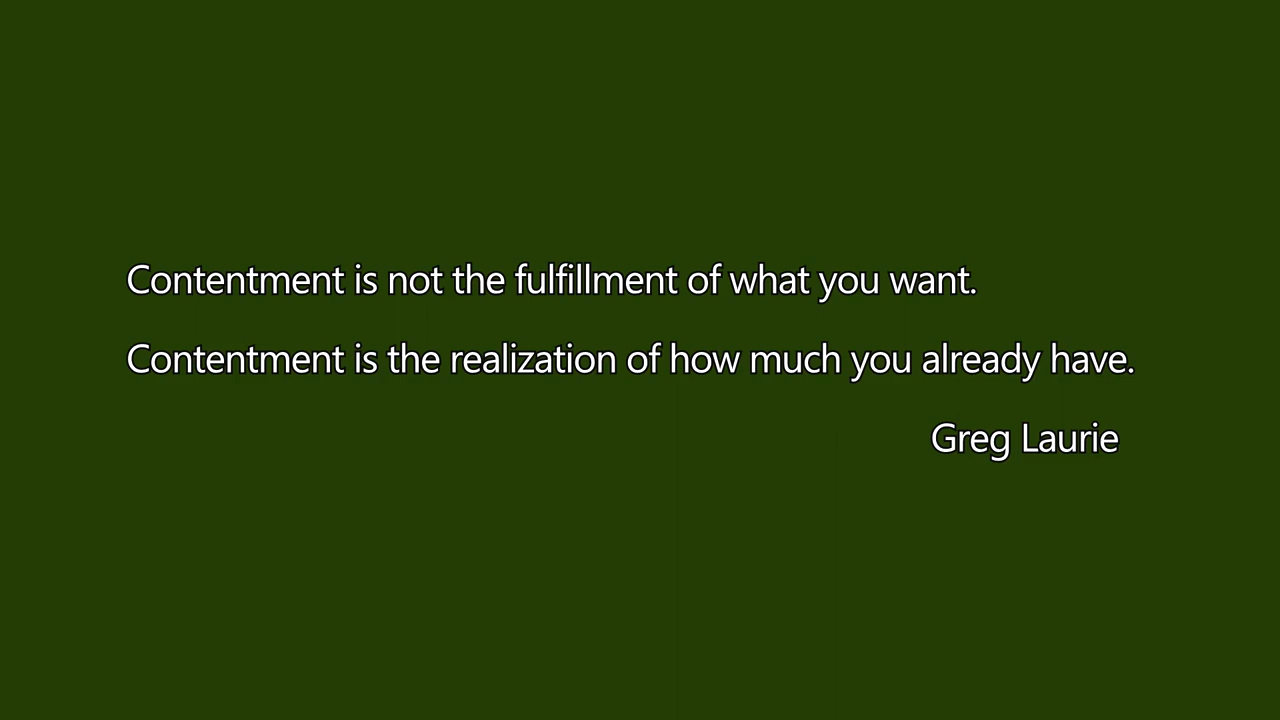 Contentment is not the fulfillment of what you want.
Contentment is the realization of how much you already have.
Greg Laurie